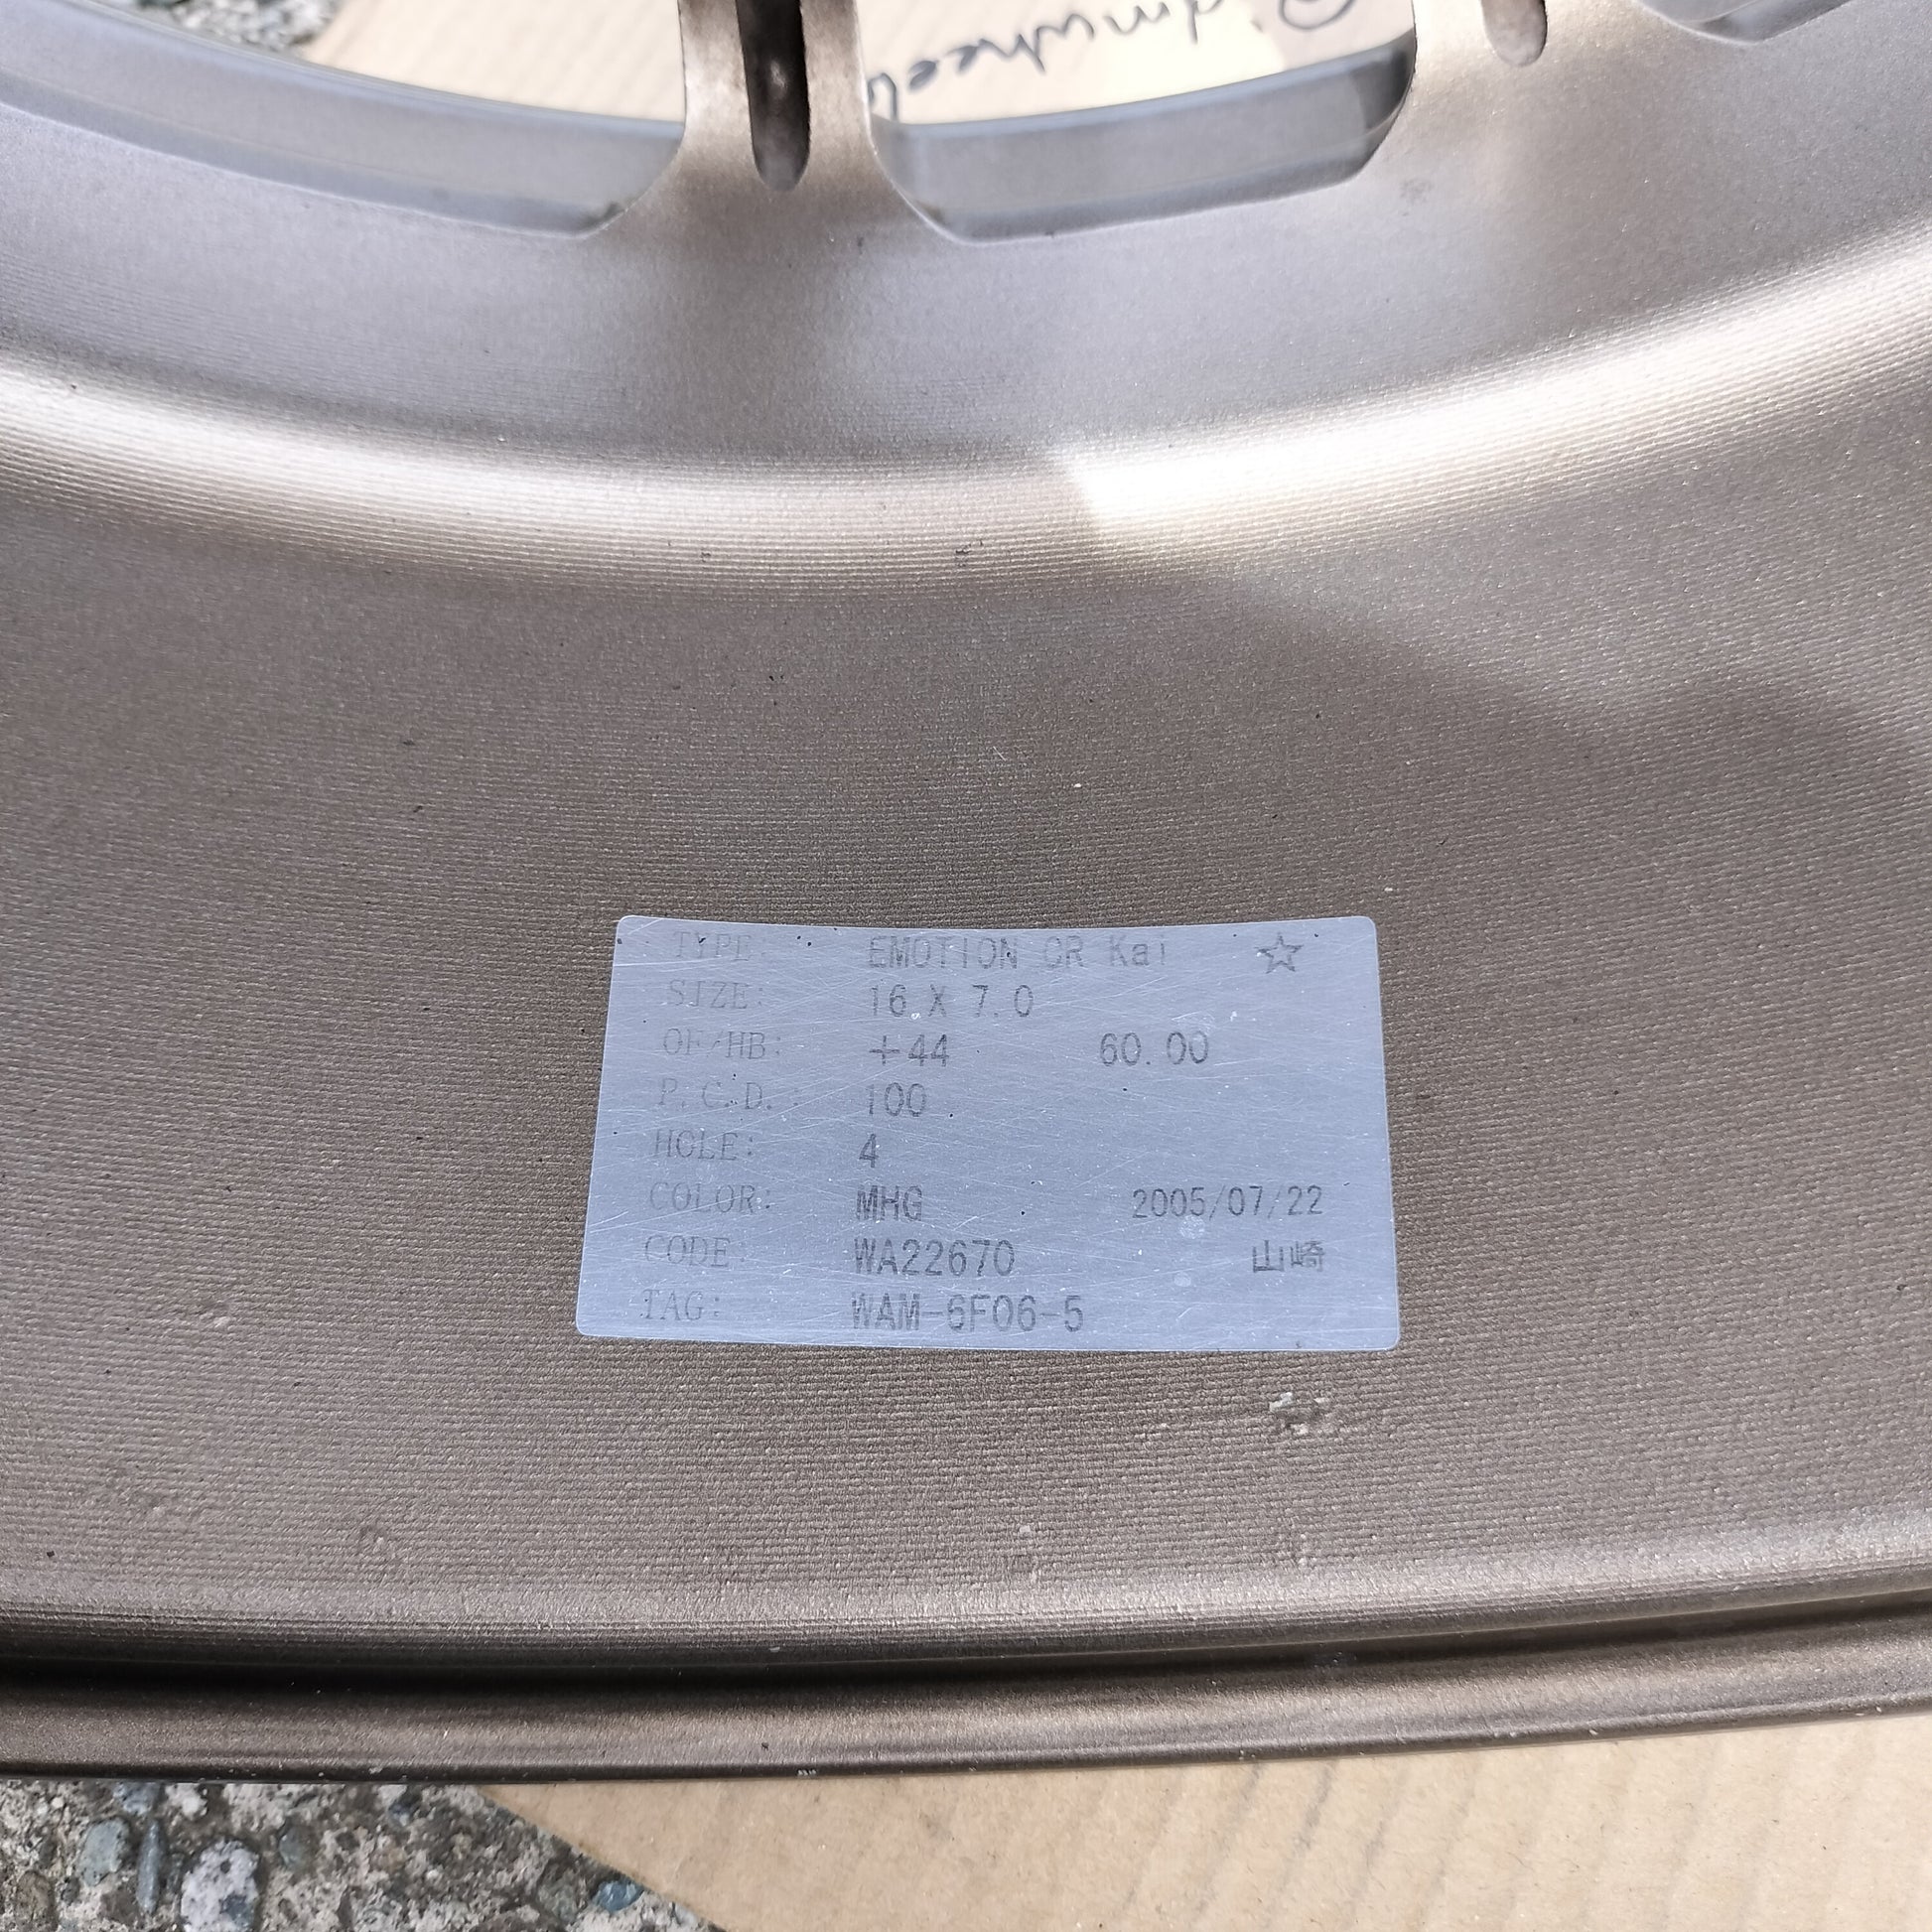 TYPE: EMOTION CR Kai ☆
SIZE: 16 X 7.0
OF/HB: +44 60.00
P.C.D.: 100
HOLE: 4
COLOR: MHG 2005/07/22
CODE: WA22670 山崎
TAG: WAM-6F06-5